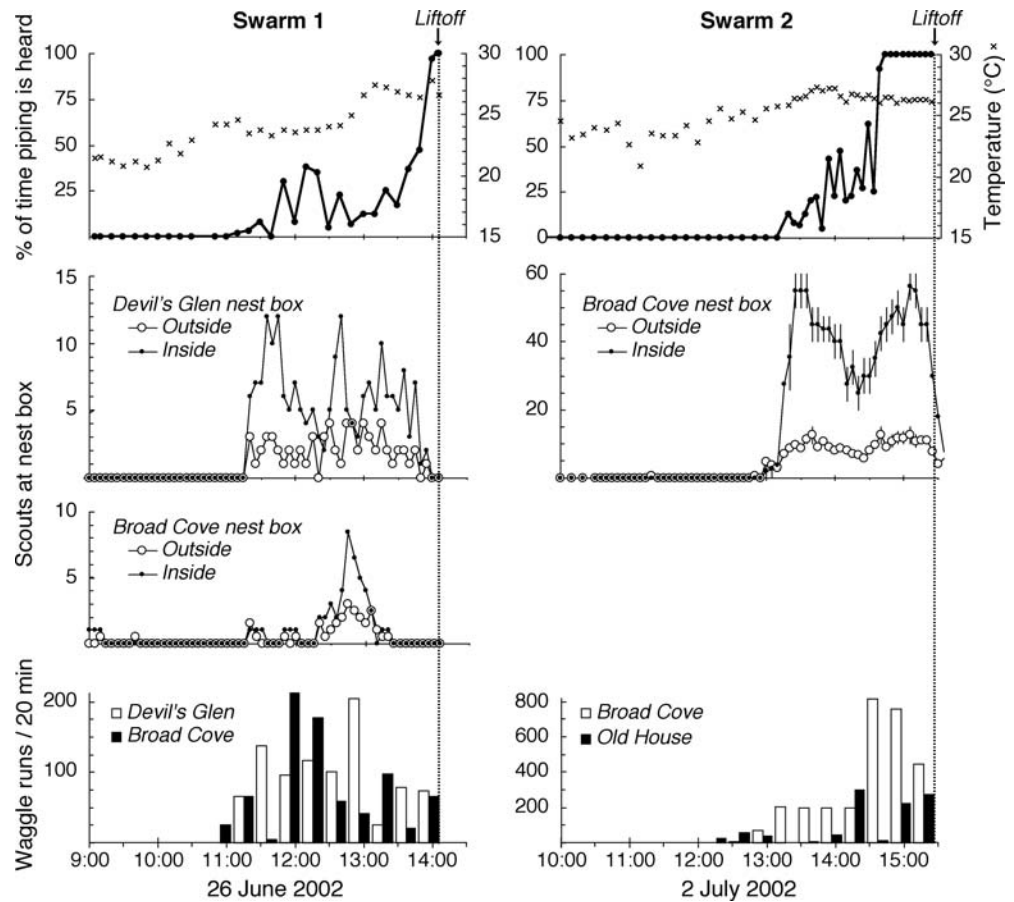 Swarm 1
Liftoff
Swarm 2
Liftoff
% of time piping is heard
100
75
50
25
30
25
20
15
100
75
50
25
0
30
25
20
15
Temperature (°C) ×
Scouts at nest box
15
10
5
Devil's Glen nest box
Outside
Inside
60
40
20
Broad Cove nest box
Outside
Inside
10
5
Broad Cove nest box
Outside
Inside
Waggle runs / 20 min
200
100
Devil's Glen
Broad Cove
800
600
400
200
Broad Cove
Old House
9:00 10:00 11:00 12:00 13:00 14:00
10:00 11:00 12:00 13:00 14:00 15:00
26 June 2002
2 July 2002